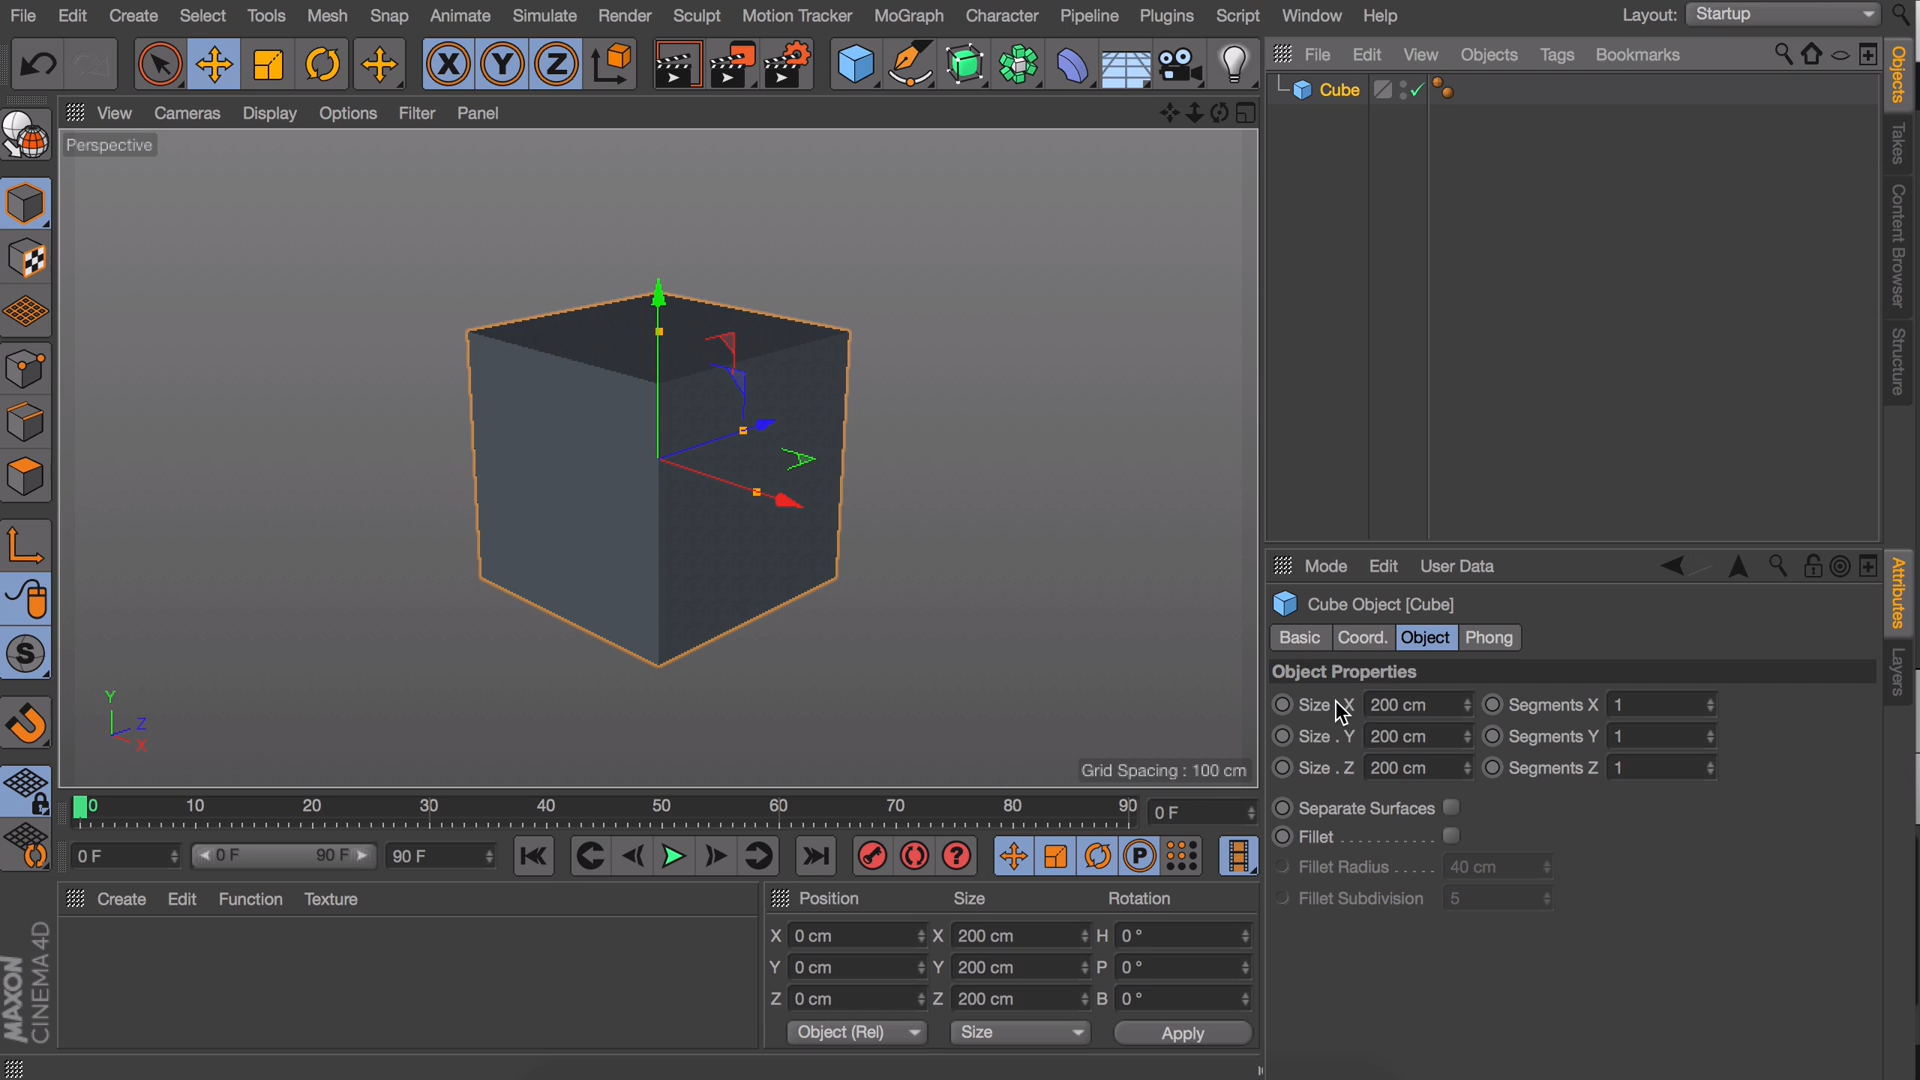 File Edit Create Select Tools Mesh Snap Animate Simulate Render Sculpt Motion Tracker MoGraph Character Pipeline Plugins Script Window Help Layout: Startup
X Y Z
File Edit View Objects Tags Bookmarks
Cube
View Cameras Display Options Filter Panel
Perspective
Y
Z
X
Grid Spacing : 100 cm
Objects
Takes
Content Browser
Structure
Mode Edit User Data
Cube Object [Cube]
Basic Coord. Object Phong
Object Properties
Size . X 200 cm Segments X 1
Size . Y 200 cm Segments Y 1
Size . Z 200 cm Segments Z 1
Separate Surfaces
Fillet . . . . . . . . . . . .
Fillet Radius . . . . . 40 cm
Fillet Subdivision 5
Attributes
Layers
S
0 10 20 30 40 50 60 70 80 90 0 F
0 F 0 F 90 F 90 F ? P
Create Edit Function Texture
Position Size Rotation
X 0 cm X 200 cm H 0 °
Y 0 cm Y 200 cm P 0 °
Z 0 cm Z 200 cm B 0 °
Object (Rel) Size Apply
MAXON
CINEMA 4D